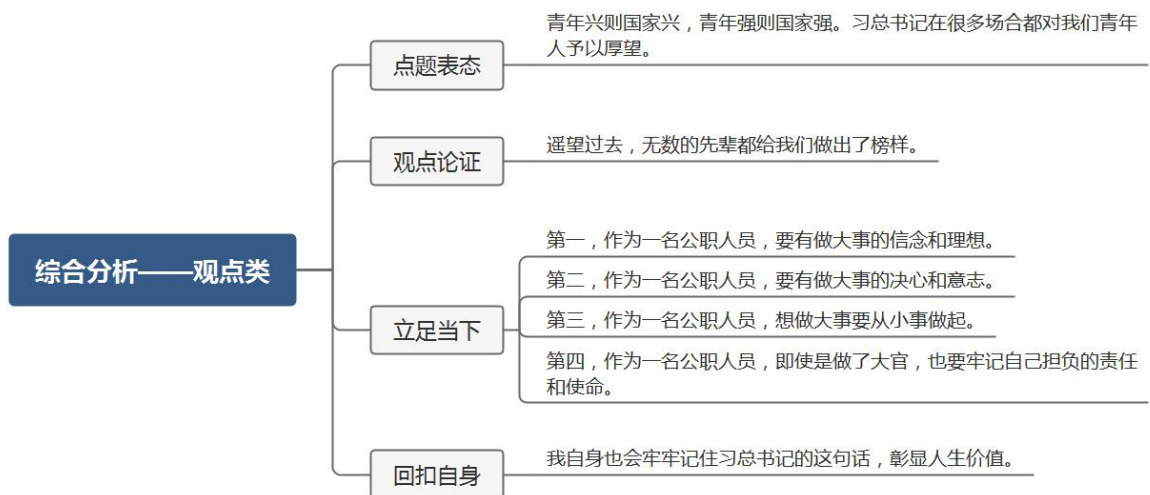 青年兴则国家兴，青年强则国家强。习总书记在很多场合都对我们青年
人予以厚望。
点题表态
遥望过去，无数的先辈都给我们做出了榜样。
观点论证
综合分析——观点类
第一，作为一名公职人员，要有做大事的信念和理想。
第二，作为一名公职人员，要有做大事的决心和意志。
第三，作为一名公职人员，想做大事要从小事做起。
第四，作为一名公职人员，即使是做了大官，也要牢记自己担负的责任
和使命。
立足当下
我自身也会牢牢记住习总书记的这句话，彰显人生价值。
回扣自身